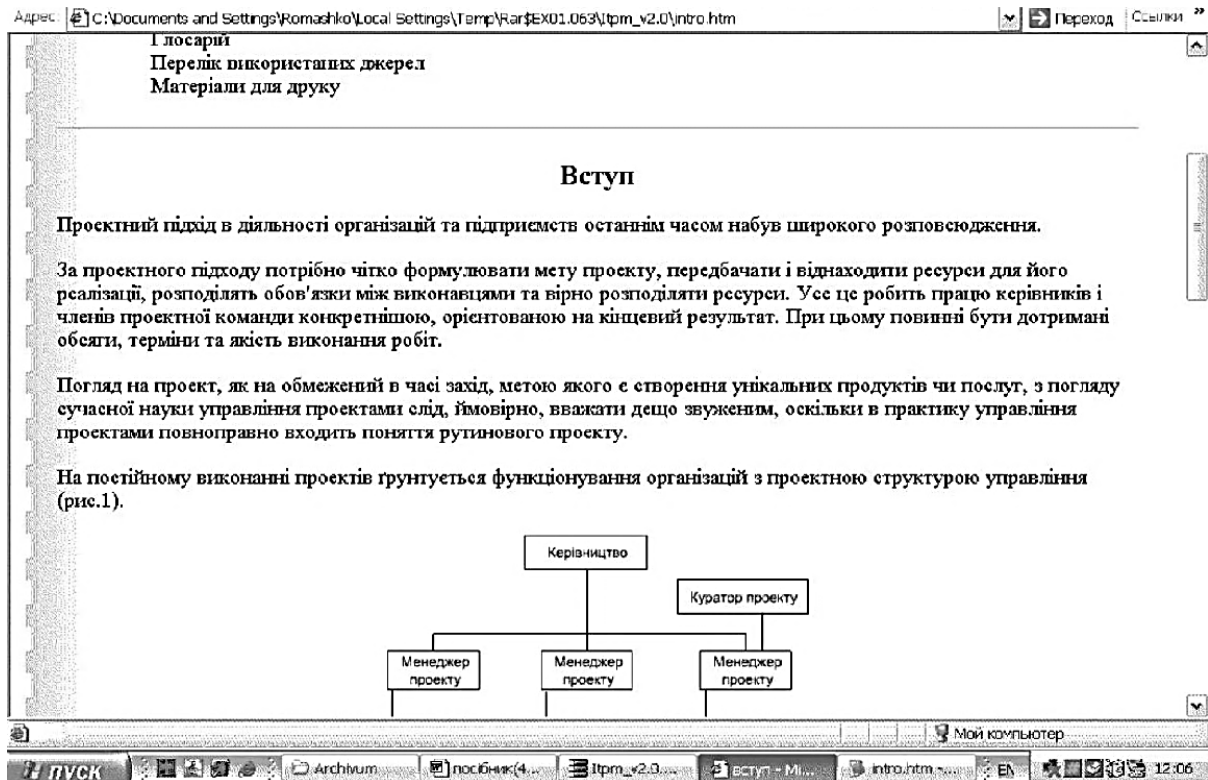 Адрес: C:\Documents and Settings\Romashko\Local Settings\Temp\Rar$EX01.063\Itpm_v2.0\intro.htm Переход Ссылки »
Глосарій
Перелік використаних джерел
Матеріали для друку
Вступ
Проектний підхід в діяльності організацій та підприємств останнім часом набув широкого розповсюдження.
За проектного підходу потрібно чітко формулювати мету проекту, передбачати і віднаходити ресурси для його
реалізації, розподілять обов'язки між виконавцями та вірно розподіляти ресурси. Усе це робить працю керівників і
членів проектної команди конкретнішою, орієнтованою на кінцевий результат. При цьому повинні бути дотримані
обсяги, терміни та якість виконання робіт.
Погляд на проект, як на обмежений в часі захід, метою якого є створення унікальних продуктів чи послуг, з погляду
сучасної науки управління проектами слід, ймовірно, вважати дещо звуженим, оскільки в практику управління
проектами повноправно входить поняття рутинового проекту.
На постійному виконанні проектів ґрунтується функціонування організацій з проектною структурою управління
(рис.1).
Керівництво
Куратор проекту
Менеджер проекту
Менеджер проекту
Менеджер проекту
Мой компьютер
пуск Archivum посібник(4... Itpm_v2.0... вступ - Mi... intro.htm - EN 12:06